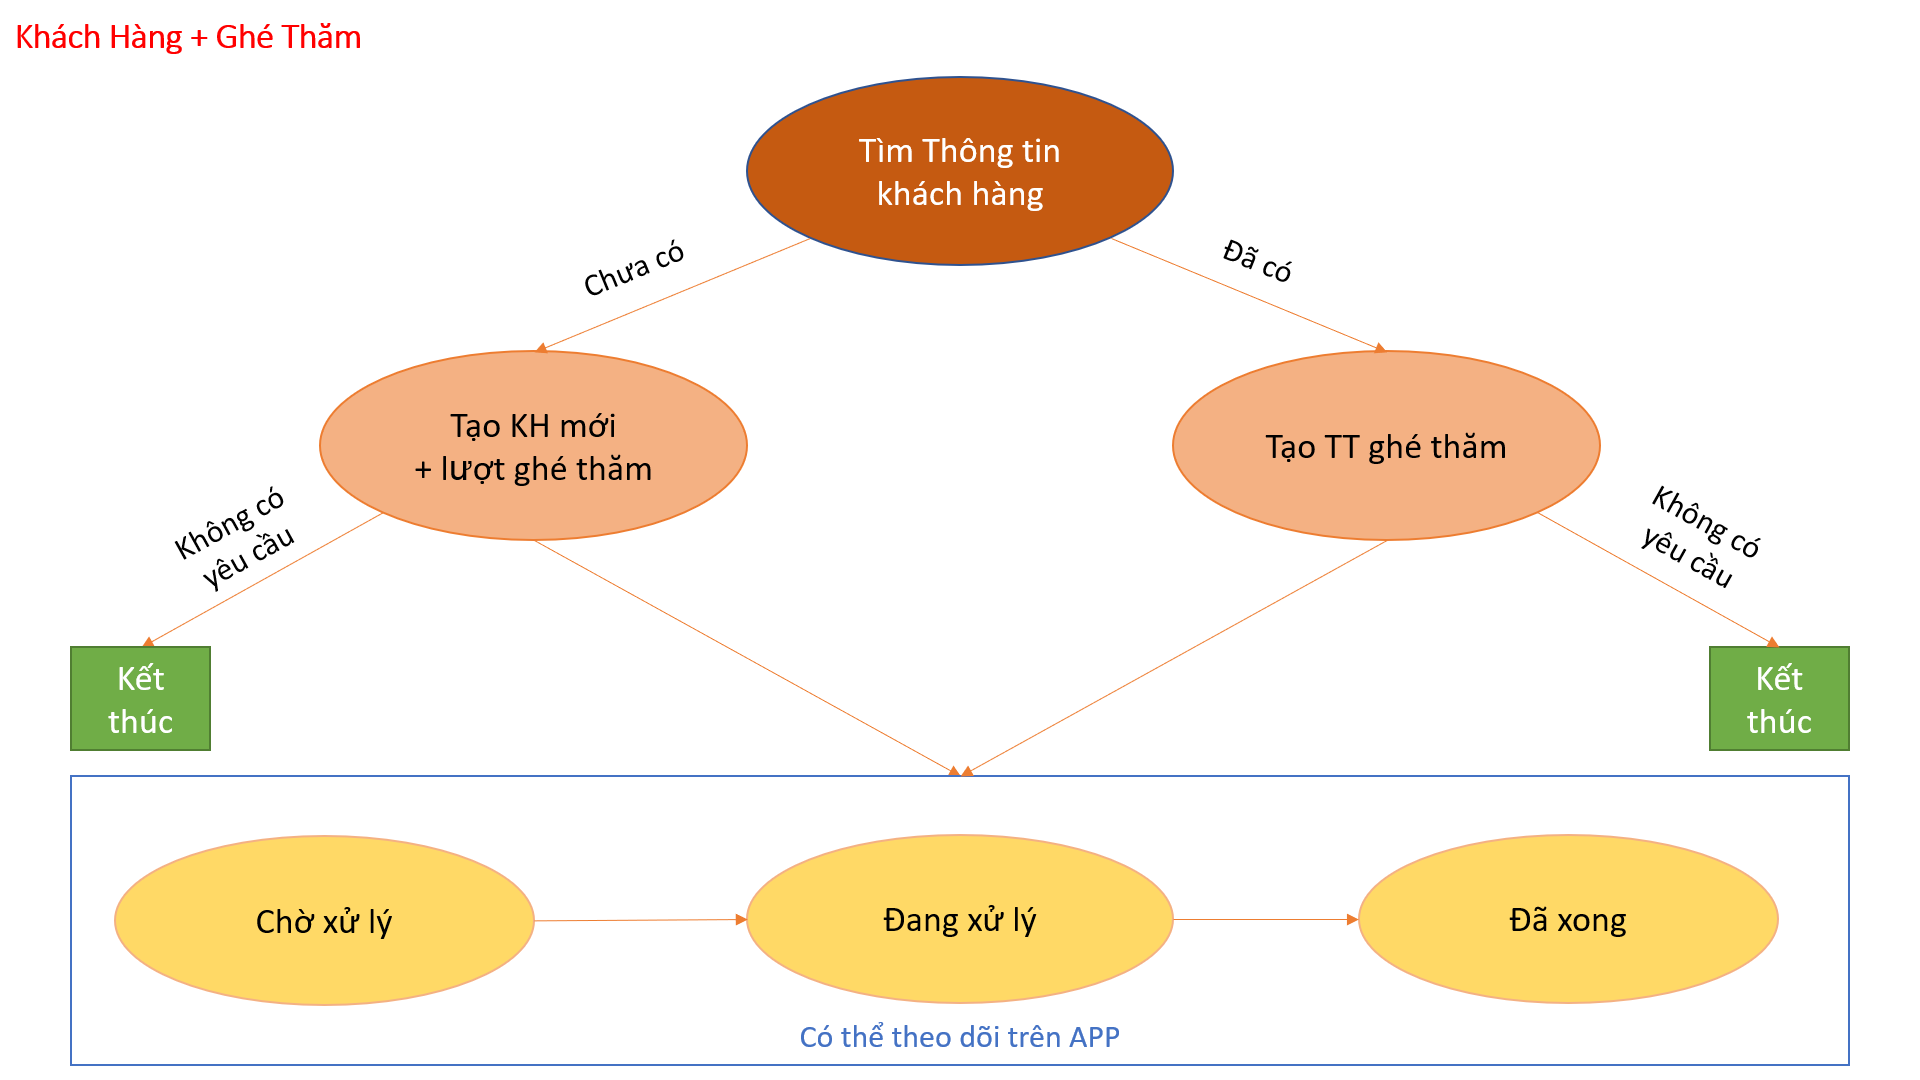 Khách Hàng + Ghé Thăm
Tìm Thông tin
khách hàng
Chưa có
Đã có
Tạo KH mới
+ lượt ghé thăm
Tạo TT ghé thăm
Không có
yêu cầu
Không có
yêu cầu
Kết
thúc
Kết
thúc
Chờ xử lý
Đang xử lý
Đã xong
Có thể theo dõi trên APP